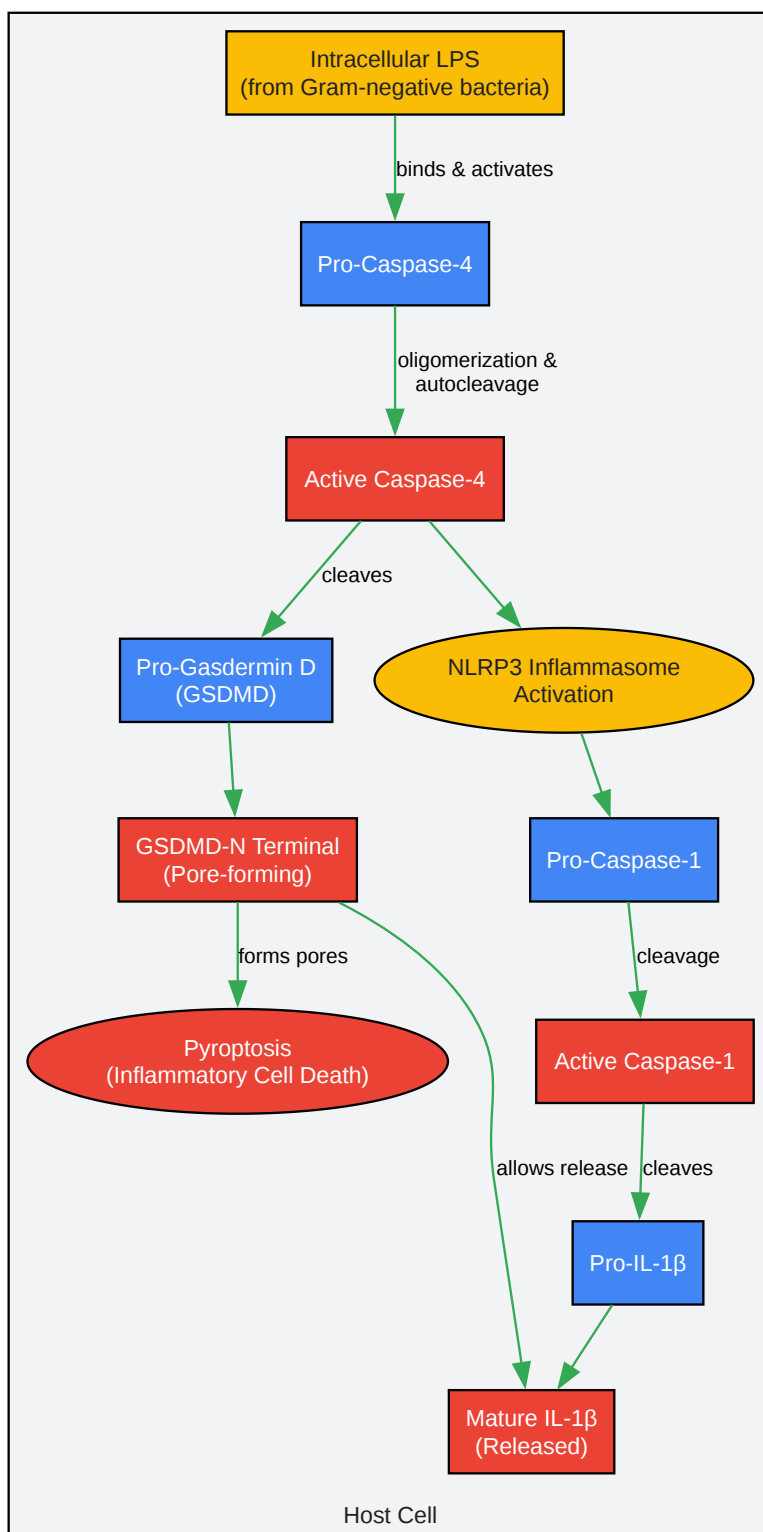 Intracellular LPS
(from Gram-negative bacteria)
binds & activates
Pro-Caspase-4
oligomerization &
autocleavage
Active Caspase-4
cleaves
Pro-Gasdermin D
(GSDMD)
NLRP3 Inflammasome
Activation
GSDMD-N Terminal
(Pore-forming)
Pro-Caspase-1
forms pores
cleavage
Pyroptosis
(Inflammatory Cell Death)
Active Caspase-1
allows release
cleaves
Pro-IL-1β
Mature IL-1β
(Released)
Host Cell